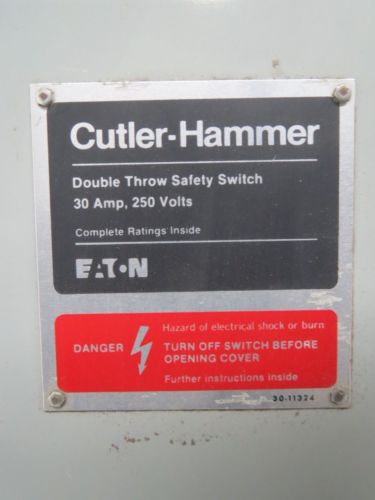 Cutler-Hammer
Double Throw Safety Switch
30 Amp, 250 Volts
Complete Ratings Inside
EATON
Hazard of electrical shock or burn
DANGER TURN OFF SWITCH BEFORE
OPENING COVER
Further instructions inside
30-11324